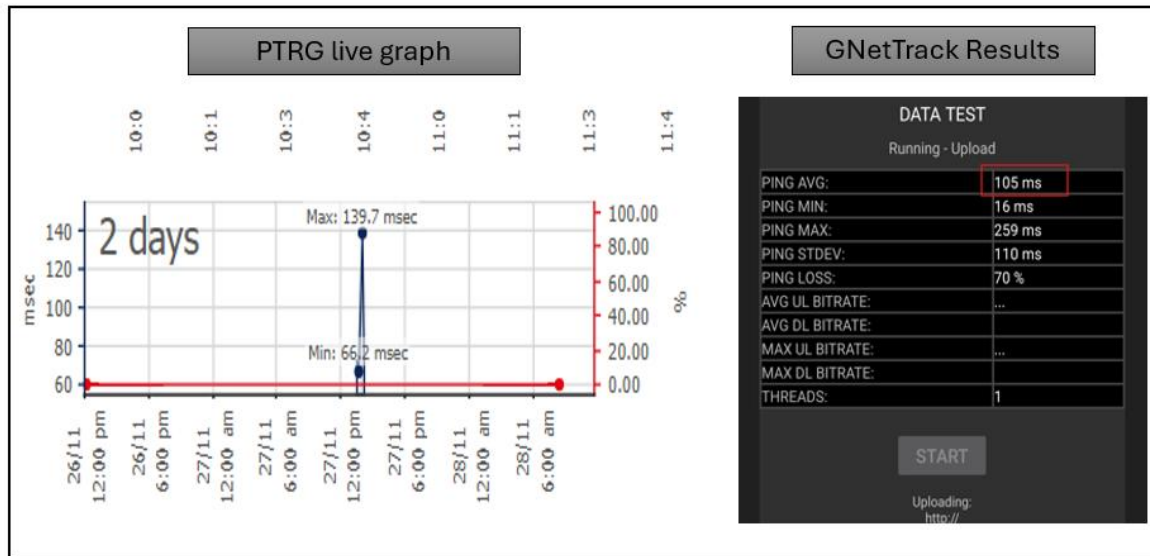 PTRG live graph
10:0
10:1
10:3
10:4
11:0
11:1
11:3
11:4
2 days
Max: 139.7 msec
Min: 66.2 msec
msec
140
120
100
80
60
100.00
80.00
60.00
40.00
20.00
0.00
%
26/11 12:00 pm
26/11 6:00 pm
27/11 12:00 am
27/11 6:00 am
27/11 12:00 pm
27/11 6:00 pm
28/11 12:00 am
28/11 6:00 am
GNetTrack Results
DATA TEST
Running - Upload
PING AVG: 105 ms
PING MIN: 16 ms
PING MAX: 259 ms
PING STDEV: 110 ms
PING LOSS: 70 %
AVG UL BITRATE: ...
AVG DL BITRATE:
MAX UL BITRATE: ...
MAX DL BITRATE:
THREADS: 1
START
Uploading:
http://